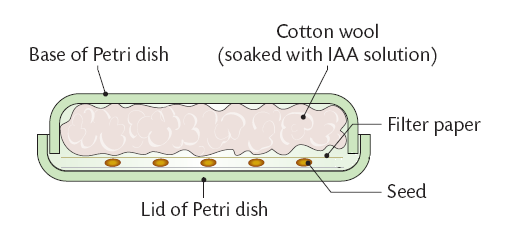 Cotton wool
(soaked with IAA solution)
Base of Petri dish
Filter paper
Seed
Lid of Petri dish